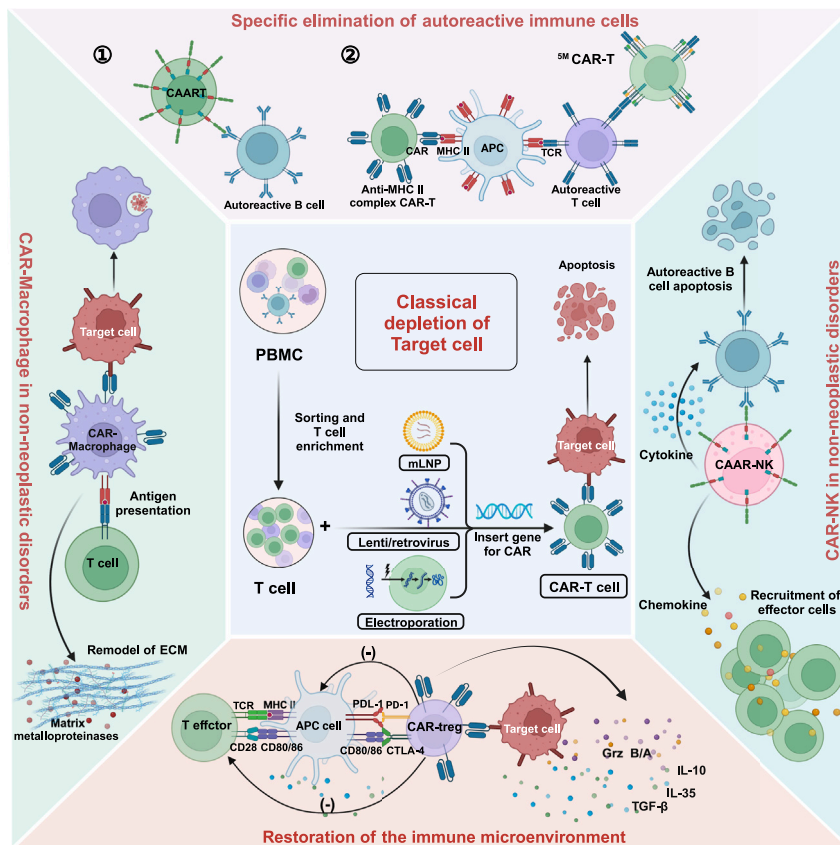 Specific elimination of autoreactive immune cells
①
CAART
Autoreactive B cell
②
5M CAR-T
CAR
MHC II
APC
TCR
Anti-MHC II
complex CAR-T
Autoreactive
T cell
CAR-Macrophage in non-neoplastic disorders
Target cell
CAR-
Macrophage
Antigen
presentation
T cell
Remodel of ECM
Matrix
metalloproteinases
Classical
depletion of
Target cell
PBMC
Sorting and
T cell
enrichment
T cell
+
mLNP
Lenti/retrovirus
Electroporation
Insert gene
for CAR
Apoptosis
Target cell
CAR-T cell
CAR-NK in non-neoplastic disorders
Autoreactive B
cell apoptosis
Cytokine
CAAR-NK
Chemokine
Recruitment of
effector cells
(-)
T effctor
TCR
MHC II
CD28
CD80/86
APC cell
PDL-1
PD-1
CD80/86
CTLA-4
CAR-treg
Target cell
(-)
Grz B/A
IL-10
IL-35
TGF-β
Restoration of the immune microenvironment